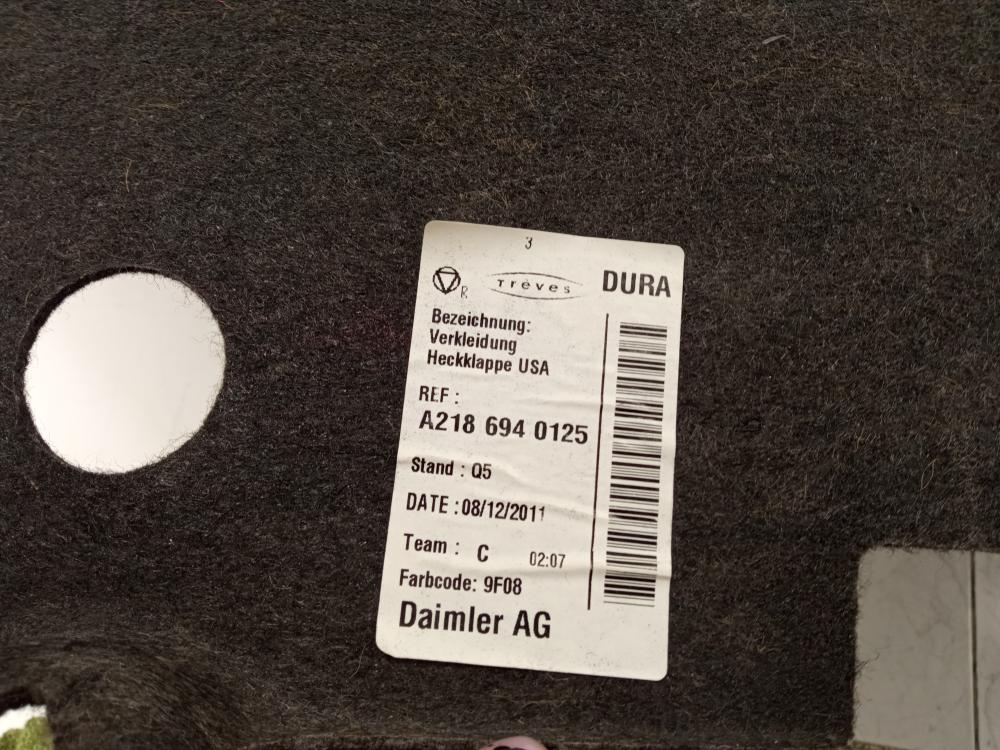 3
R Trèves DURA
Bezeichnung:
Verkleidung
Heckklappe USA
REF :
A218 694 0125
Stand : Q5
DATE :08/12/2011
Team : C 02:07
Farbcode: 9F08
Daimler AG